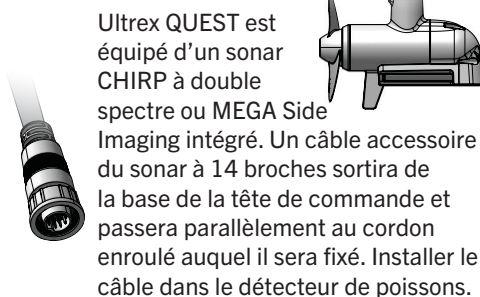 Ultrex QUEST est
équipé d’un sonar
CHIRP à double
spectre ou MEGA Side
Imaging intégré. Un câble accessoire
du sonar à 14 broches sortira de
la base de la tête de commande et
passera parallèlement au cordon
enroulé auquel il sera fixé. Installer le
câble dans le détecteur de poissons.